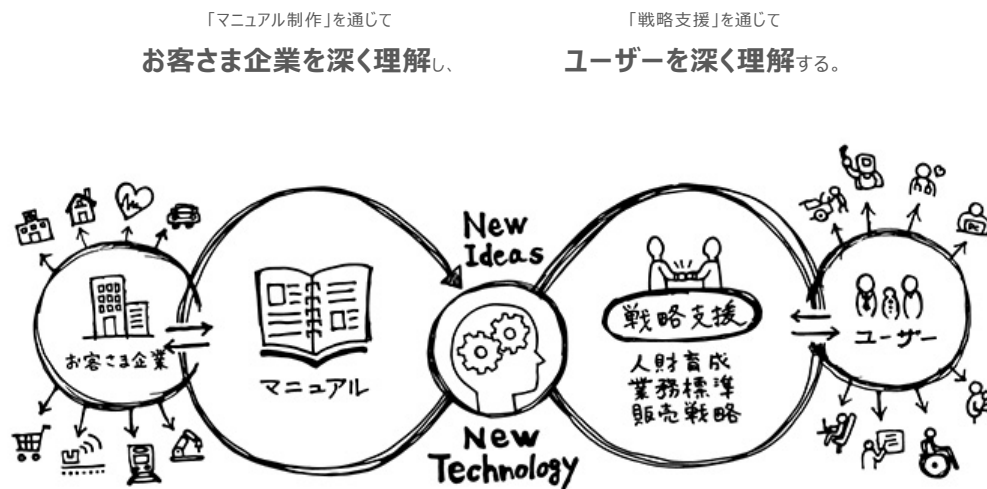 「マニュアル制作」を通じて
お客さま企業を深く理解し、
「戦略支援」を通じて
ユーザーを深く理解する。
New
Ideas
お客さま企業
マニュアル
戦略支援
人財育成
業務標準
販売戦略
ユーザー
PC
New
Technology